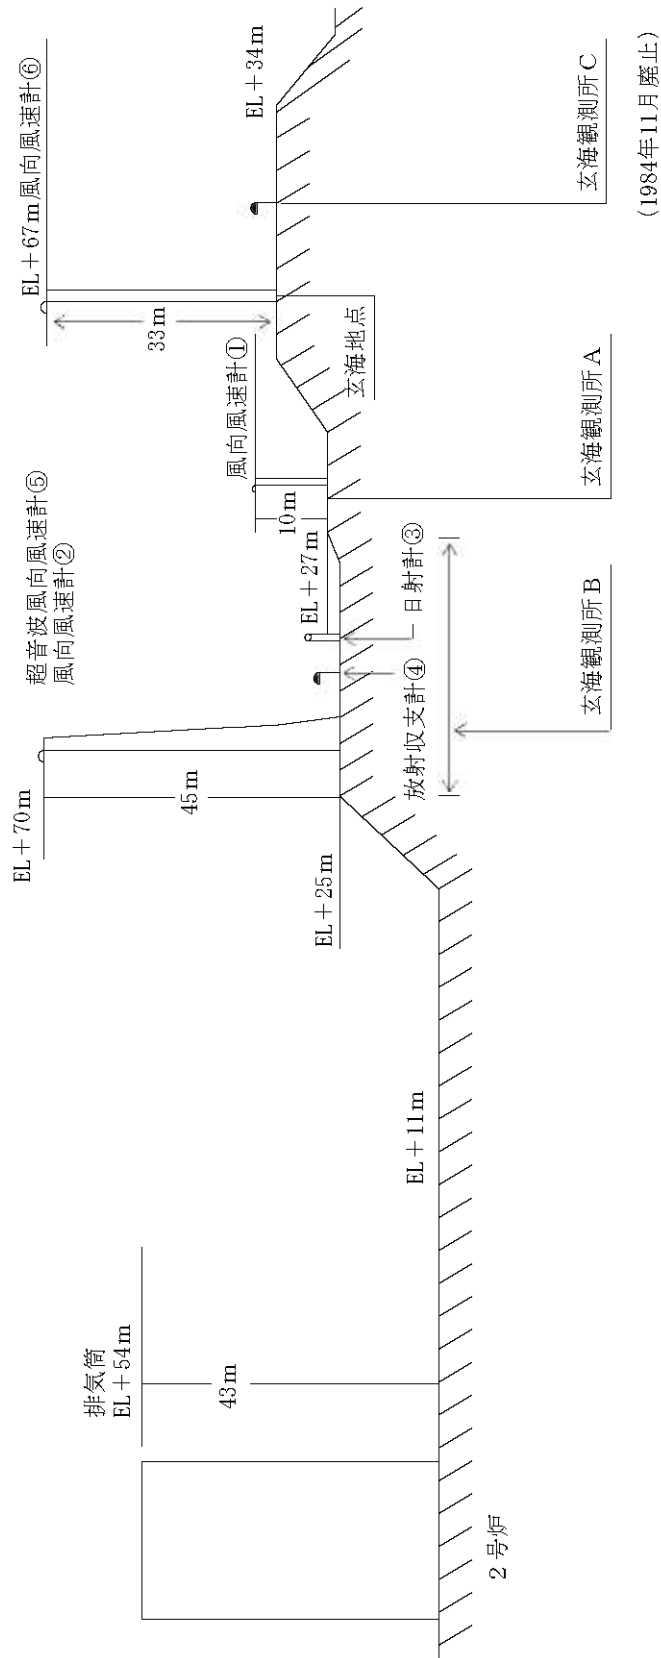 排気筒
EL＋54m
43m
2号炉
EL＋11m
EL＋70m
45m
EL＋25m
超音波風向風速計⑤
風向風速計②
放射収支計④
日射計③
EL＋27m
玄海観測所B
風向風速計①
10m
玄海観測所A
EL＋67m風向風速計⑥
33m
玄海地点
EL＋34m
玄海観測所C
(1984年11月廃止)